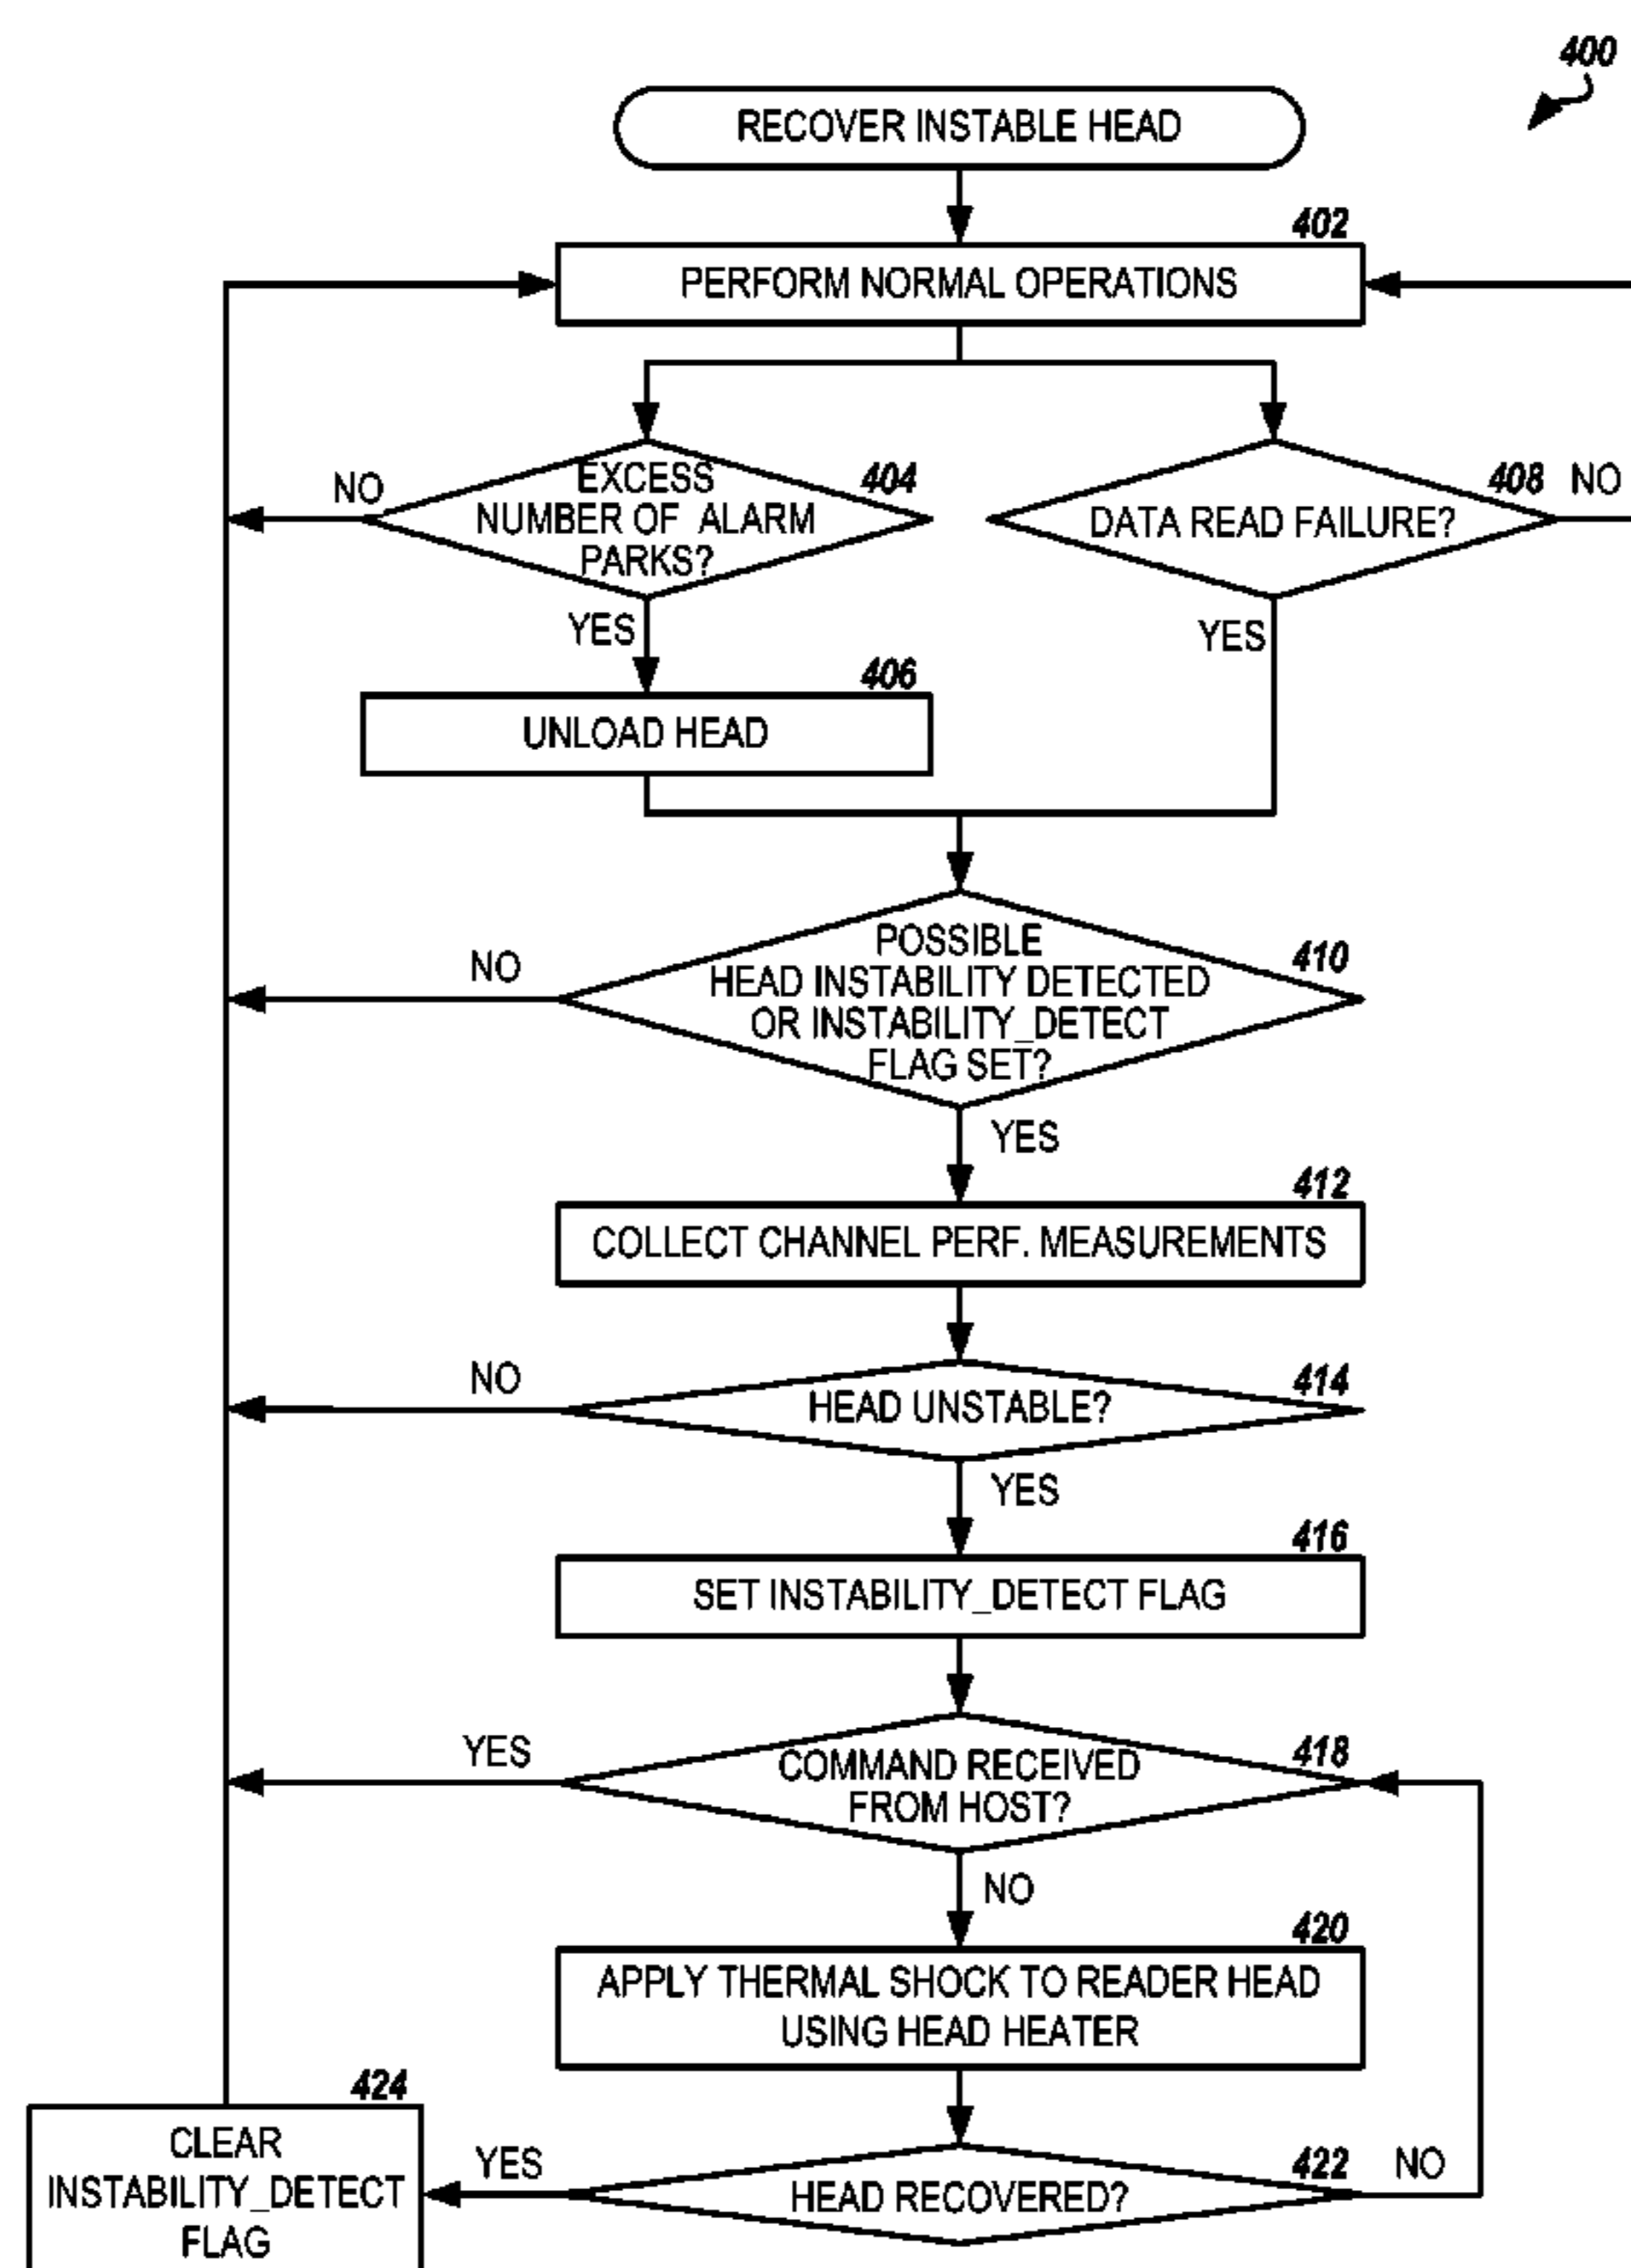 400
RECOVER INSTABLE HEAD
402
PERFORM NORMAL OPERATIONS
NO
EXCESS
NUMBER OF ALARM
PARKS?
404
DATA READ FAILURE?
408
NO
YES
YES
406
UNLOAD HEAD
POSSIBLE
HEAD INSTABILITY DETECTED
OR INSTABILITY_DETECT
FLAG SET?
410
NO
YES
412
COLLECT CHANNEL PERF. MEASUREMENTS
NO
HEAD UNSTABLE?
414
YES
416
SET INSTABILITY_DETECT FLAG
YES
COMMAND RECEIVED
FROM HOST?
418
NO
420
APPLY THERMAL SHOCK TO READER HEAD
USING HEAD HEATER
424
CLEAR
INSTABILITY_DETECT
FLAG
YES
HEAD RECOVERED?
422
NO